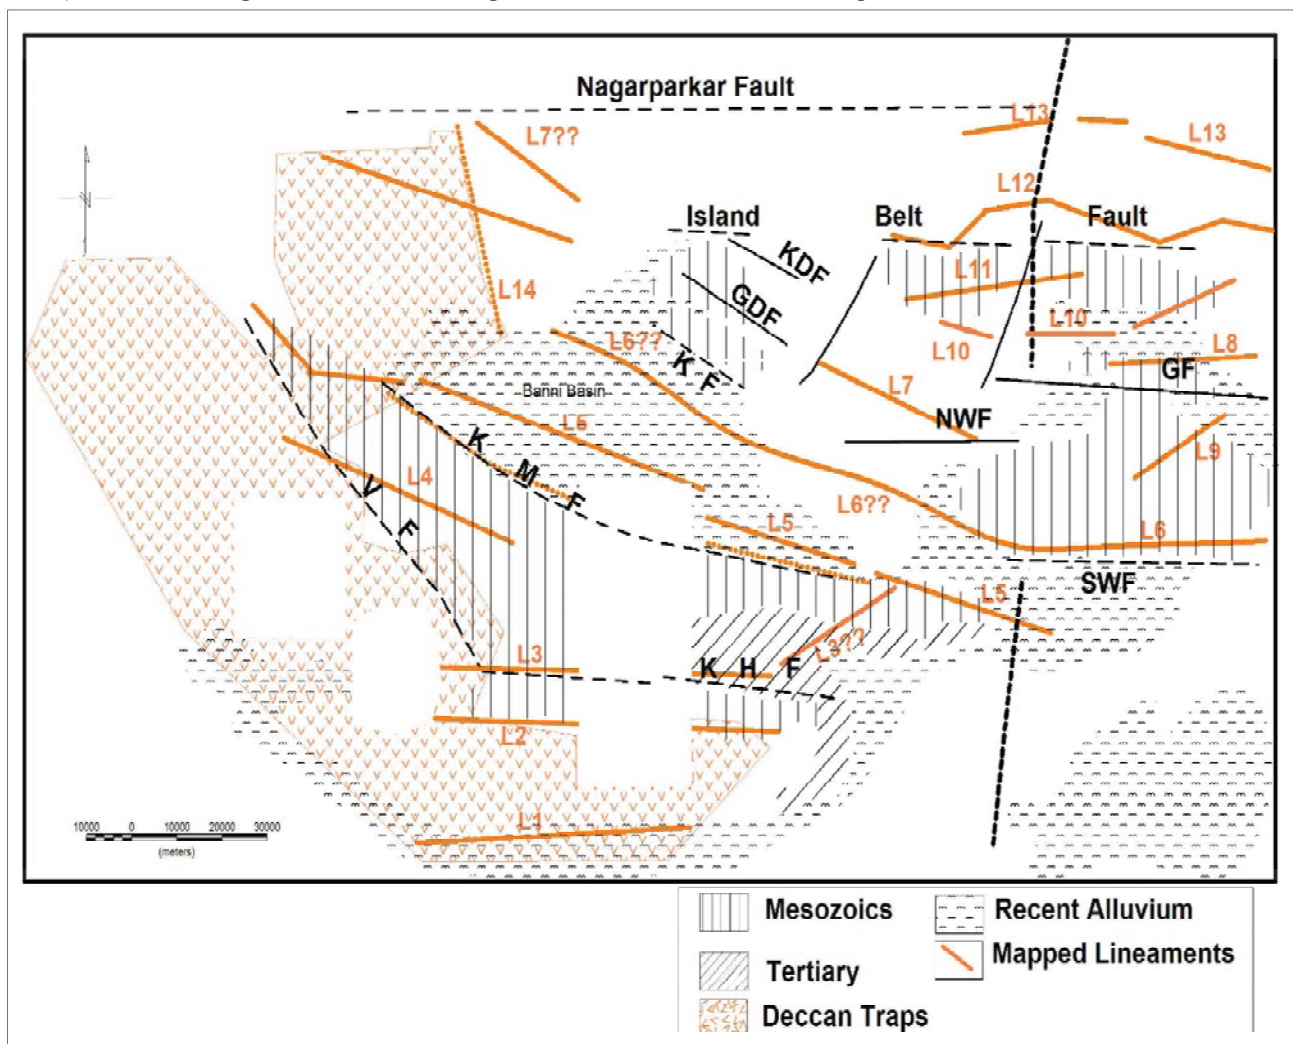 Nagarparkar Fault
L13
L7??
L13
L12
Island Belt Fault
KDF
L11
GDF
L14
L10
L6??
K F
L10
L8
GF
Banni Basin
L7
L6
NWF
K M F
L9
L4
V F
L6??
L5
L6
SWF
L5
L3??
L3
K H F
L2
L1
N
10000 0 10000 20000 30000
(meters)
Mesozoics
Recent Alluvium
Mapped Lineaments
Tertiary
Deccan Traps